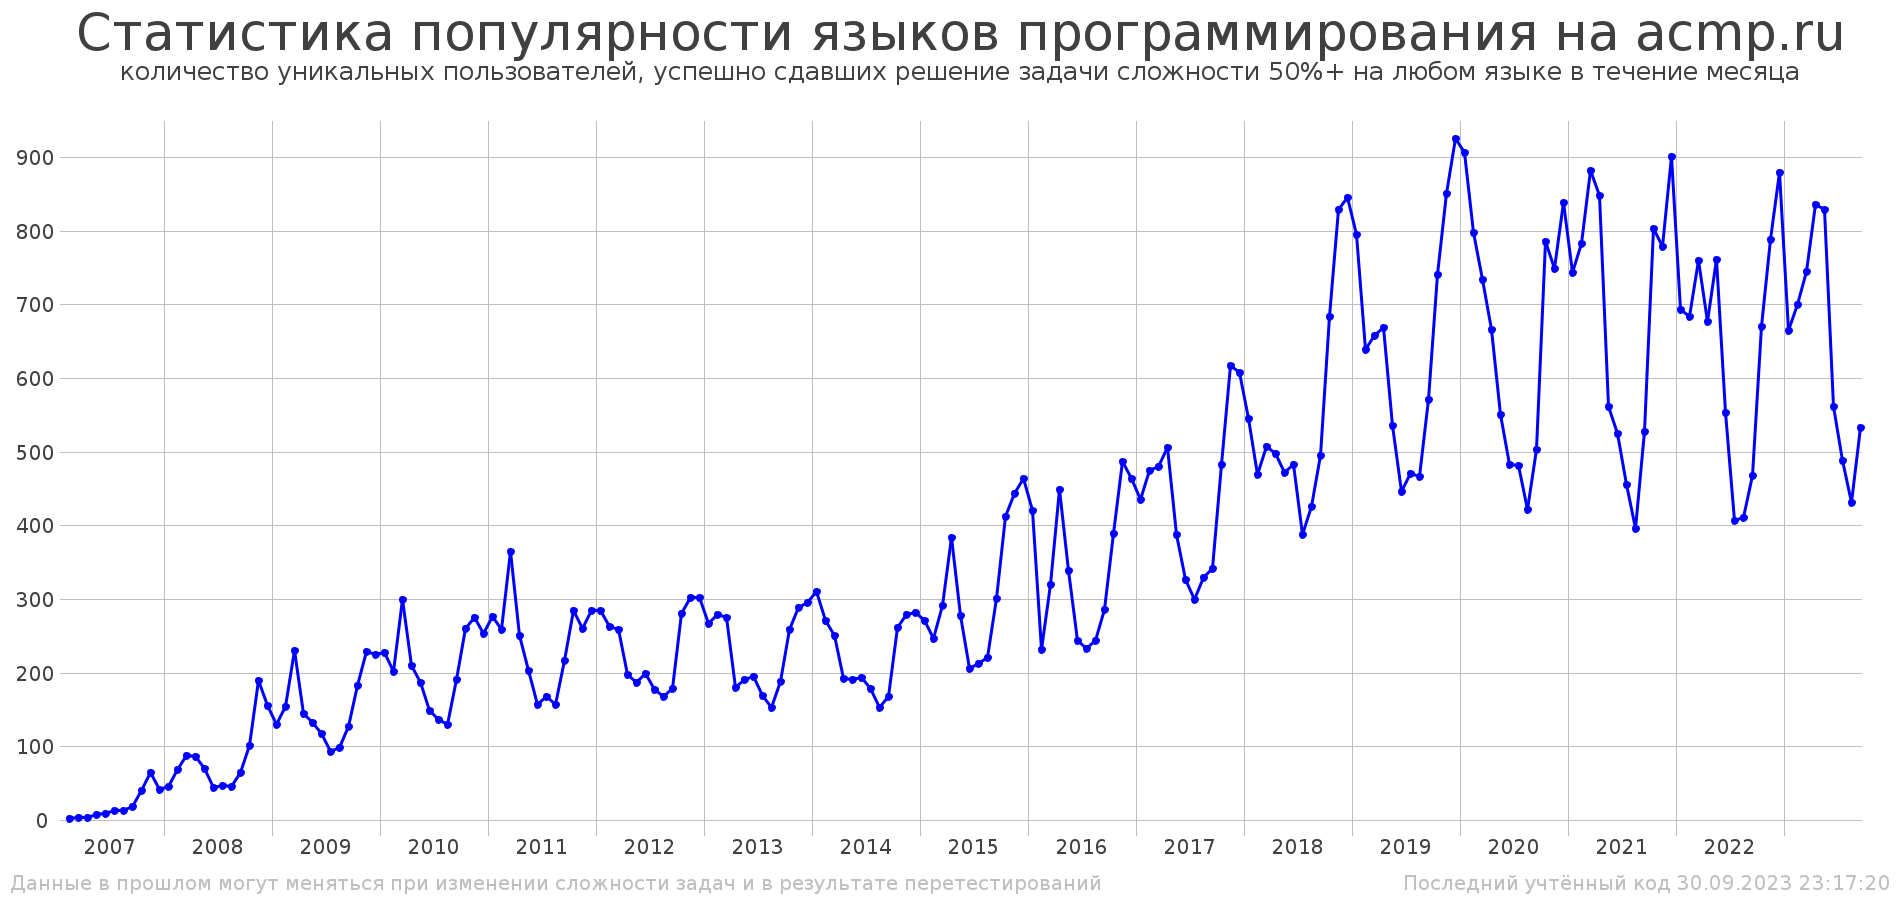 Статистика популярности языков программирования на acmp.ru
количество уникальных пользователей, успешно сдавших решение задачи сложности 50%+ на любом языке в течение месяца
900
800
700
600
500
400
300
200
100
0
2007 2008 2009 2010 2011 2012 2013 2014 2015 2016 2017 2018 2019 2020 2021 2022
Данные в прошлом могут меняться при изменении сложности задач и в результате перетестирований
Последний учтённый код 30.09.2023 23:17:20